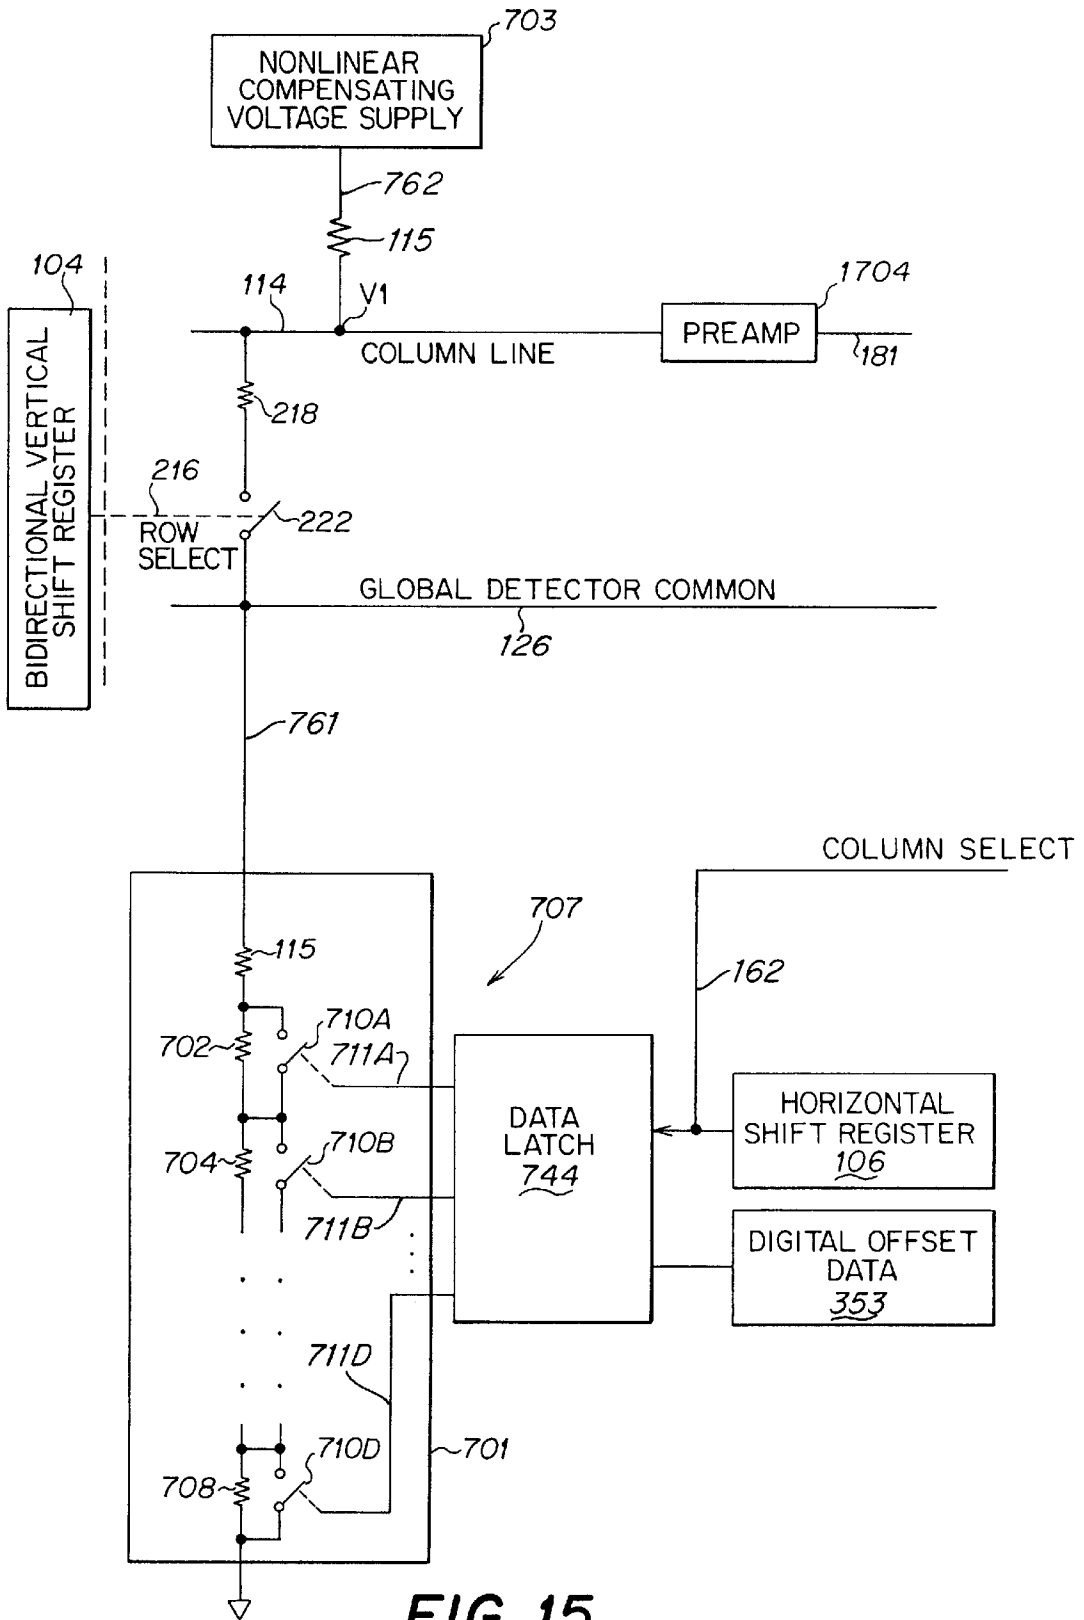 703
NONLINEAR
COMPENSATING
VOLTAGE SUPPLY
762
115
104
114
V1
1704
PREAMP
COLUMN LINE
181
218
BIDIRECTIONAL VERTICAL
SHIFT REGISTER
216
222
ROW
SELECT
GLOBAL DETECTOR COMMON
126
761
COLUMN SELECT
707
115
162
710A
702
711A
DATA
LATCH
744
HORIZONTAL
SHIFT REGISTER
106
710B
704
711B
DIGITAL OFFSET
DATA
353
711D
710D
701
708
FIG. 15